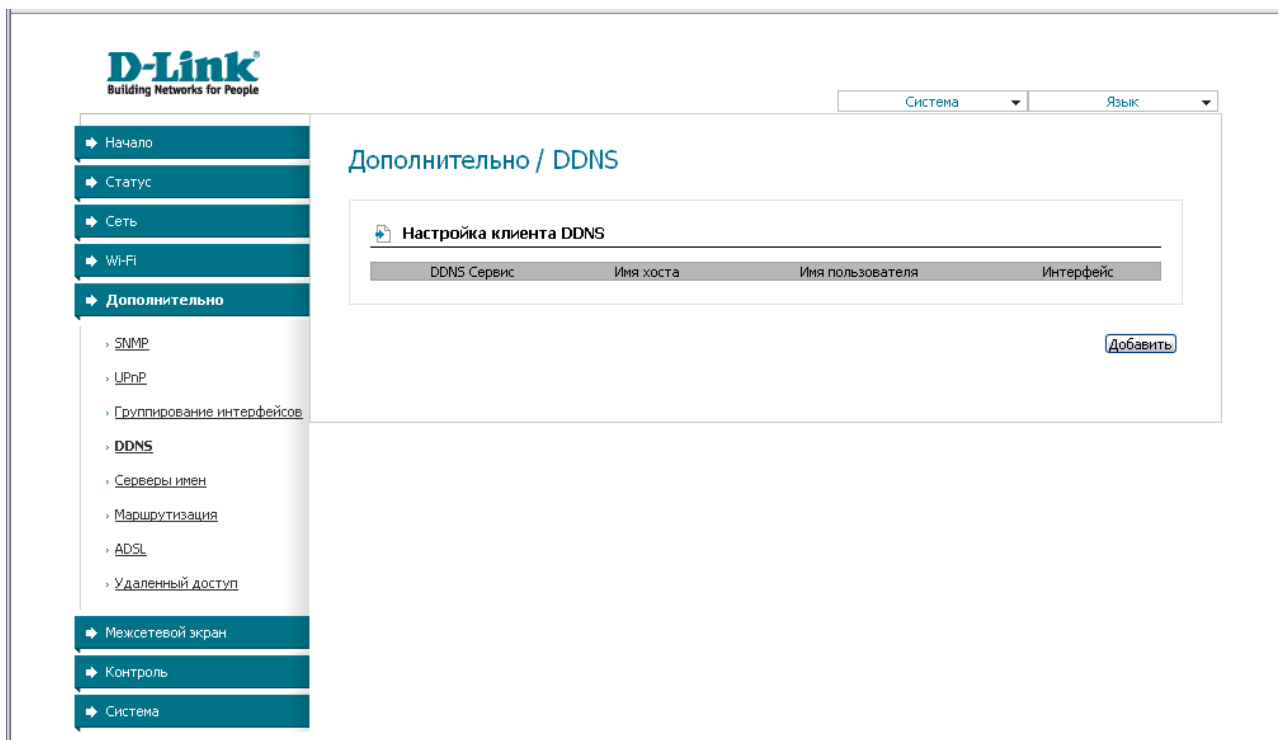 D-Link
Building Networks for People
Система
Язык
Начало
Статус
Сеть
Wi-Fi
Дополнительно
SNMP
UPnP
Группирование интерфейсов
DDNS
Серверы имен
Маршрутизация
ADSL
Удаленный доступ
Межсетевой экран
Контроль
Система
Дополнительно / DDNS
Настройка клиента DDNS
DDNS Сервис Имя хоста Имя пользователя Интерфейс
Добавить